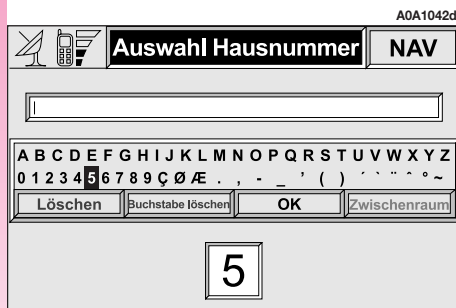 A0A1042d
Auswahl Hausnummer NAV
A B C D E F G H I J K L M N O P Q R S T U V W X Y Z
0 1 2 3 4 5 6 7 8 9 Ç Ø Æ . , - _ ’ ( ) ´ ` ¨ ^ ° ~
Löschen Buchstabe löschen OK Zwischenraum
5